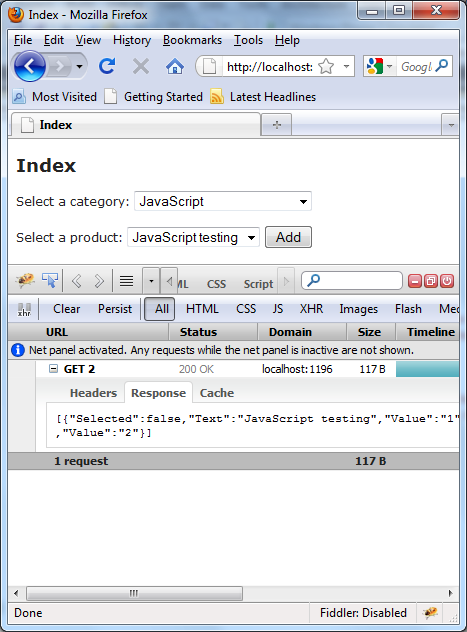 Index - Mozilla Firefox
File Edit View History Bookmarks Tools Help
http://localhost:
Googl
Most Visited Getting Started Latest Headlines
Index
Index
Select a category: JavaScript
Select a product: JavaScript testing Add
ML CSS Script
xhr Clear Persist All HTML CSS JS XHR Images Flash Med
URL Status Domain Size Timeline
Net panel activated. Any requests while the net panel is inactive are not shown.
GET 2 200 OK localhost:1196 117 B
Headers Response Cache
[{"Selected":false,"Text":"JavaScript testing","Value":"1"
,"Value":"2"}]
1 request 117 B
Done Fiddler: Disabled